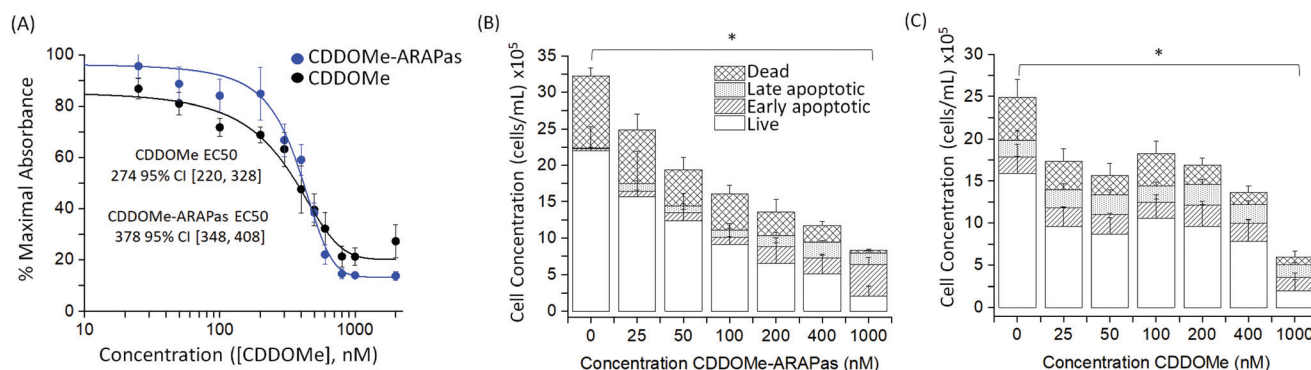 (A)
% Maximal Absorbance
100
80
60
40
20
0
CDDOMe-ARAPas
CDDOMe
CDDOMe EC50
274 95% CI [220, 328]
CDDOMe-ARAPas EC50
378 95% CI [348, 408]
10 100 1000
Concentration ([CDDOMe], nM)
(B)
Cell Concentration (cells/mL) x10⁵
35
30
25
20
15
10
5
0
*
Dead
Late apoptotic
Early apoptotic
Live
0 25 50 100 200 400 1000
Concentration CDDOMe-ARAPas (nM)
(C)
Cell Concentration (cells/mL) x10⁵
30
25
20
15
10
5
0
*
0 25 50 100 200 400 1000
Concentration CDDOMe (nM)